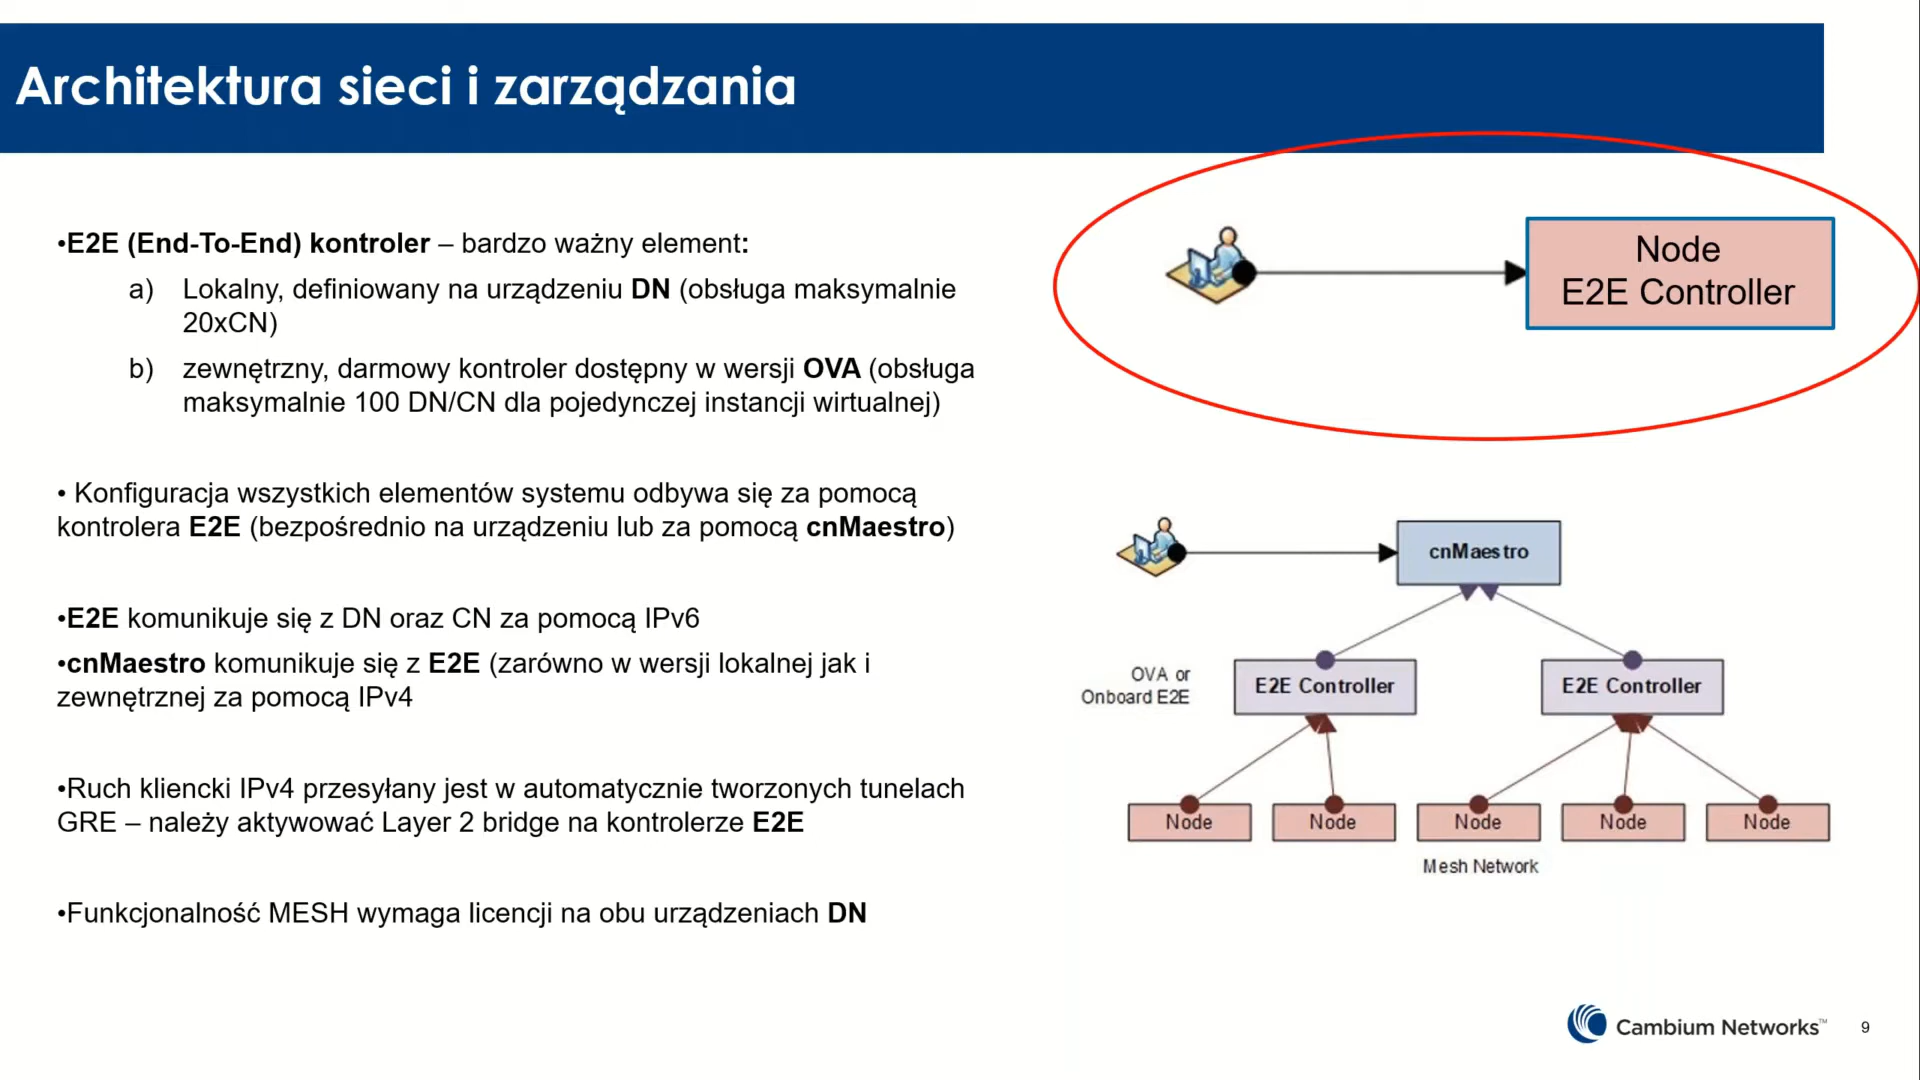 Architektura sieci i zarządzania
•E2E (End-To-End) kontroler – bardzo ważny element:
a) Lokalny, definiowany na urządzeniu DN (obsługa maksymalnie
20xCN)
b) zewnętrzny, darmowy kontroler dostępny w wersji OVA (obsługa
maksymalnie 100 DN/CN dla pojedynczej instancji wirtualnej)
• Konfiguracja wszystkich elementów systemu odbywa się za pomocą
kontrolera E2E (bezpośrednio na urządzeniu lub za pomocą cnMaestro)
•E2E komunikuje się z DN oraz CN za pomocą IPv6
•cnMaestro komunikuje się z E2E (zarówno w wersji lokalnej jak i
zewnętrznej za pomocą IPv4
•Ruch kliencki IPv4 przesyłany jest w automatycznie tworzonych tunelach
GRE – należy aktywować Layer 2 bridge na kontrolerze E2E
•Funkcjonalność MESH wymaga licencji na obu urządzeniach DN
Node
E2E Controller
cnMaestro
OVA or
Onboard E2E
E2E Controller
E2E Controller
Node
Node
Node
Node
Node
Mesh Network
Cambium Networks™
9